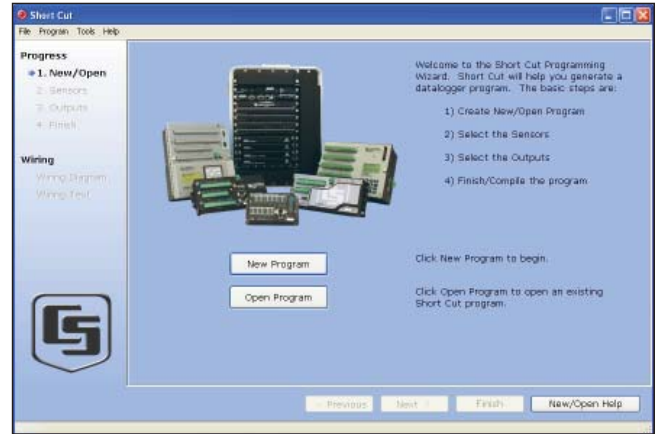 Short Cut
File Program Tools Help
Progress
1. New/Open
2. Sensors
3. Outputs
4. Finish
Wiring
Wiring Diagram
Wiring Text
Welcome to the Short Cut Programming
Wizard. Short Cut will help you generate a
datalogger program. The basic steps are:
1) Create New/Open Program
2) Select the Sensors
3) Select the Outputs
4) Finish/Compile the program
New Program
Click New Program to begin.
Open Program
Click Open Program to open an existing
Short Cut program.
Previous
Next
Finish
New/Open Help